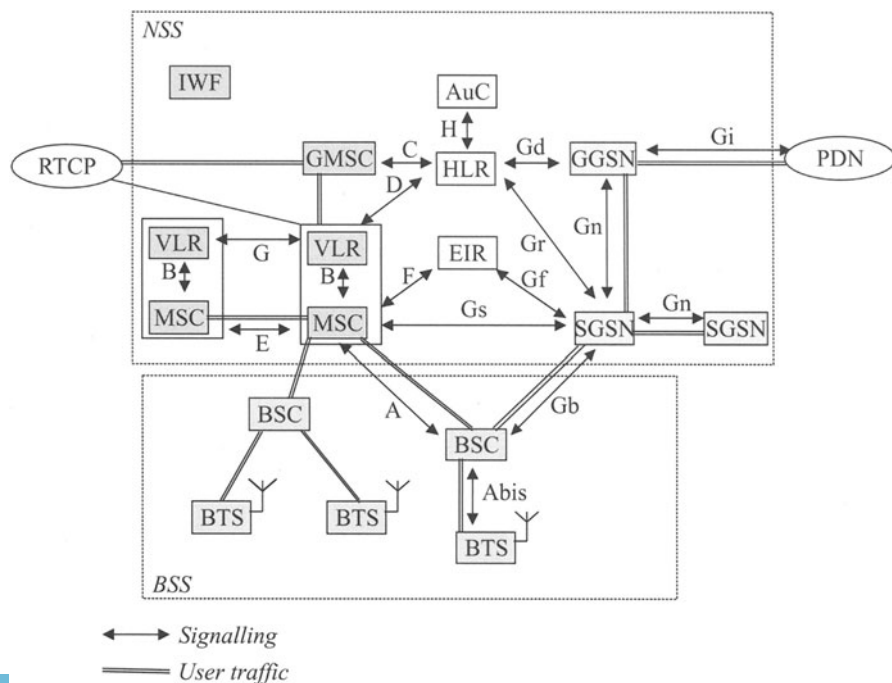 NSS
IWF
AuC
H
RTCP
GMSC
C
HLR
Gd
GGSN
Gi
PDN
D
VLR
G
VLR
EIR
Gr
Gn
B
B
F
Gf
MSC
E
MSC
Gs
SGSN
Gn
SGSN
BSC
A
BSC
Gb
BTS
BTS
Abis
BTS
BSS
Signalling
User traffic